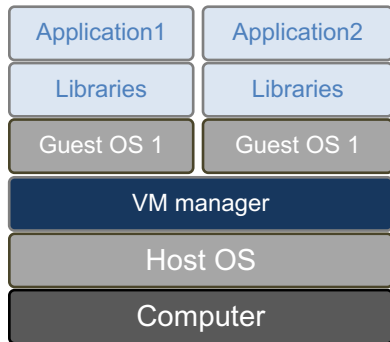 Application1 Application2
Libraries Libraries
Guest OS 1 Guest OS 1
VM manager
Host OS
Computer